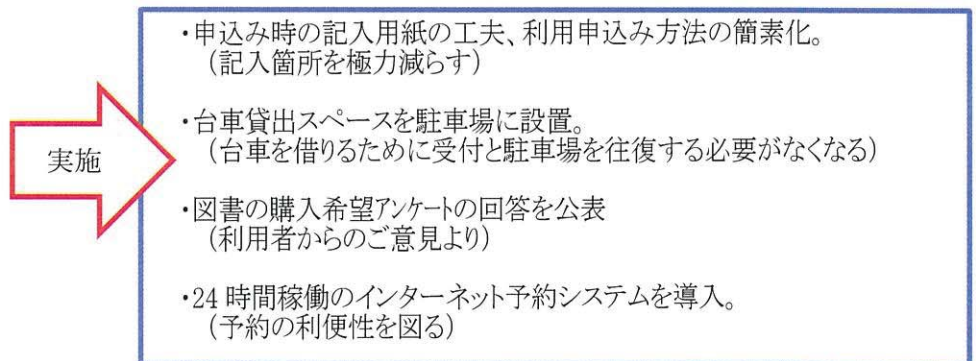 実施
・申込み時の記入用紙の工夫、利用申込み方法の簡素化。
（記入箇所を極力減らす）
・台車貸出スペースを駐車場に設置。
（台車を借りるために受付と駐車場を往復する必要がなくなる）
・図書の購入希望アンケートの回答を公表
（利用者からのご意見より）
・24 時間稼働のインターネット予約システムを導入。
（予約の利便性を図る）